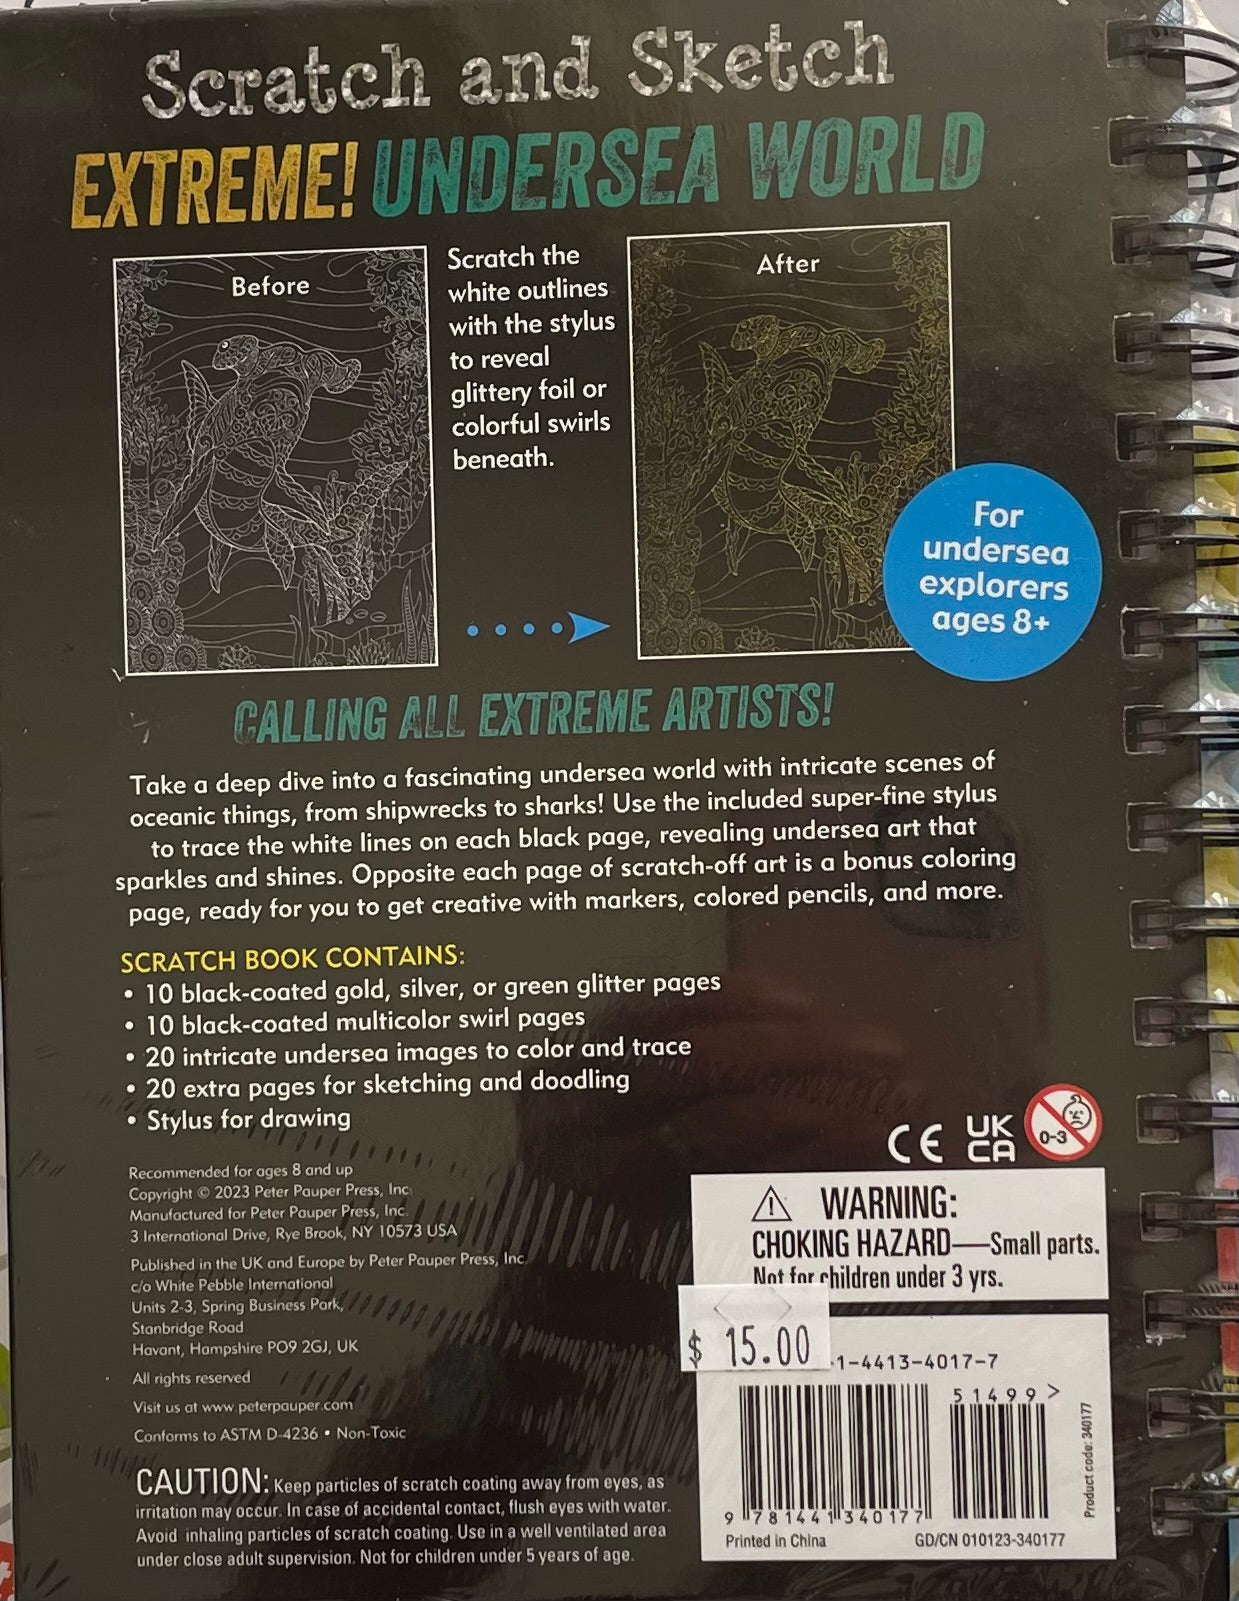 Scratch and Sketch
EXTREME! UNDERSEA WORLD
Before
Scratch the
white outlines
with the stylus
to reveal
glittery foil or
colorful swirls
beneath.
After
For
undersea
explorers
ages 8+
CALLING ALL EXTREME ARTISTS!
Take a deep dive into a fascinating undersea world with intricate scenes of
oceanic things, from shipwrecks to sharks! Use the included super-fine stylus
to trace the white lines on each black page, revealing undersea art that
sparkles and shines. Opposite each page of scratch-off art is a bonus coloring
page, ready for you to get creative with markers, colored pencils, and more.
SCRATCH BOOK CONTAINS:
• 10 black-coated gold, silver, or green glitter pages
• 10 black-coated multicolor swirl pages
• 20 intricate undersea images to color and trace
• 20 extra pages for sketching and doodling
• Stylus for drawing
Recommended for ages 8 and up
Copyright © 2023 Peter Pauper Press, Inc.
Manufactured for Peter Pauper Press, Inc.
3 International Drive, Rye Brook, NY 10573 USA
Published in the UK and Europe by Peter Pauper Press, Inc.
c/o White Pebble International
Units 2-3, Spring Business Park,
Stanbridge Road
Havant, Hampshire PO9 2GJ, UK
All rights reserved
Visit us at www.peterpauper.com
Conforms to ASTM D-4236 • Non-Toxic
CAUTION: Keep particles of scratch coating away from eyes, as
irritation may occur. In case of accidental contact, flush eyes with water.
Avoid inhaling particles of scratch coating. Use in a well ventilated area
under close adult supervision. Not for children under 5 years of age.
CE
UK
CA
0-3
WARNING:
CHOKING HAZARD—Small parts.
Not for children under 3 yrs.
$ 15.00
1-4413-4017-7
51499>
9 781441 340177
Product code: 340177
Printed in China
GD/CN 010123-340177